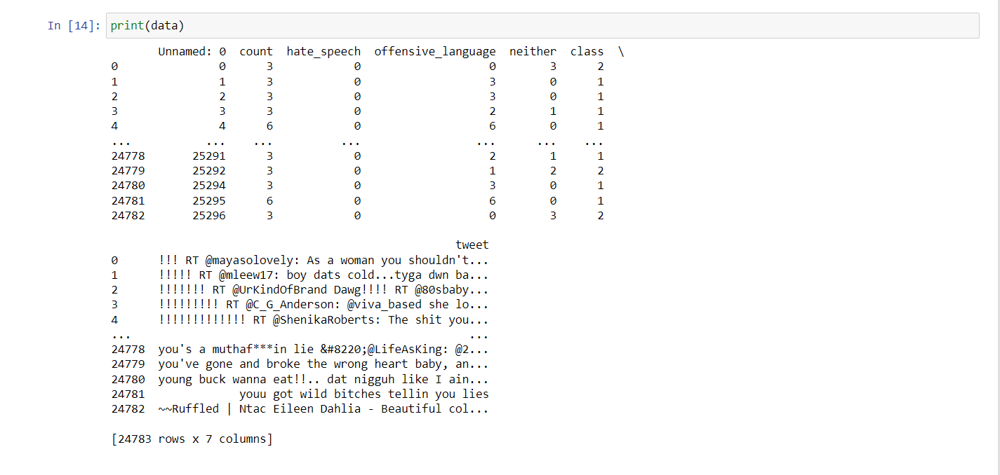 In [14]: print(data)
Unnamed: 0 count hate_speech offensive_language neither class \
0 0 3 0 0 3 2
1 1 3 0 3 0 1
2 2 3 0 3 0 1
3 3 3 0 2 1 1
4 4 6 0 6 0 1
... ... ... ... ... ... ...
24778 25291 3 0 2 1 1
24779 25292 3 0 1 2 2
24780 25294 3 0 3 0 1
24781 25295 6 0 6 0 1
24782 25296 3 0 0 3 2
tweet
0 !!! RT @mayasolovely: As a woman you shouldn't...
1 !!!!! RT @mleew17: boy dats cold...tyga dwn ba...
2 !!!!!!! RT @UrKindOfBrand Dawg!!!! RT @80sbaby...
3 !!!!!!!!! RT @C_G_Anderson: @viva_based she lo...
4 !!!!!!!!!!!!! RT @ShenikaRoberts: The shit you...
... ...
24778 you's a muthaf***in lie &#8220;@LifeAsKing: @2...
24779 you've gone and broke the wrong heart baby, an...
24780 young buck wanna eat!!.. dat nigguh like I ain...
24781 youu got wild bitches tellin you lies
24782 ~~Ruffled | Ntac Eileen Dahlia - Beautiful col...
[24783 rows x 7 columns]